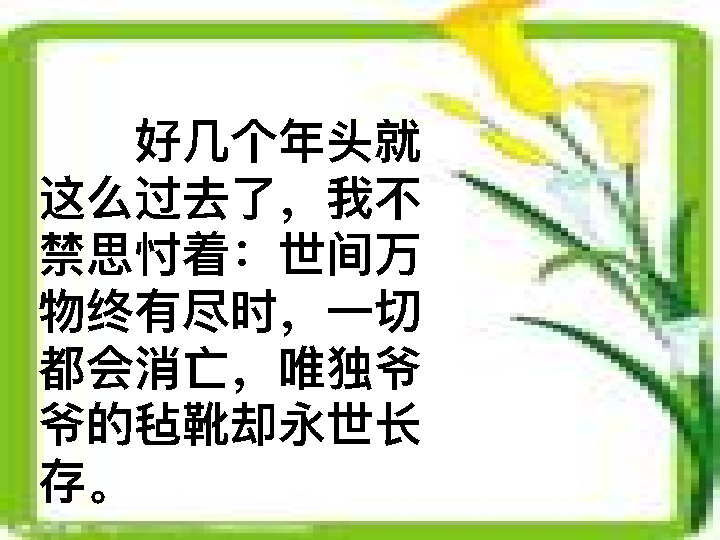 好几个年头就
这么过去了，我不
禁思忖着：世间万
物终有尽时，一切
都会消亡，唯独爷
爷的毡靴却永世长
存。